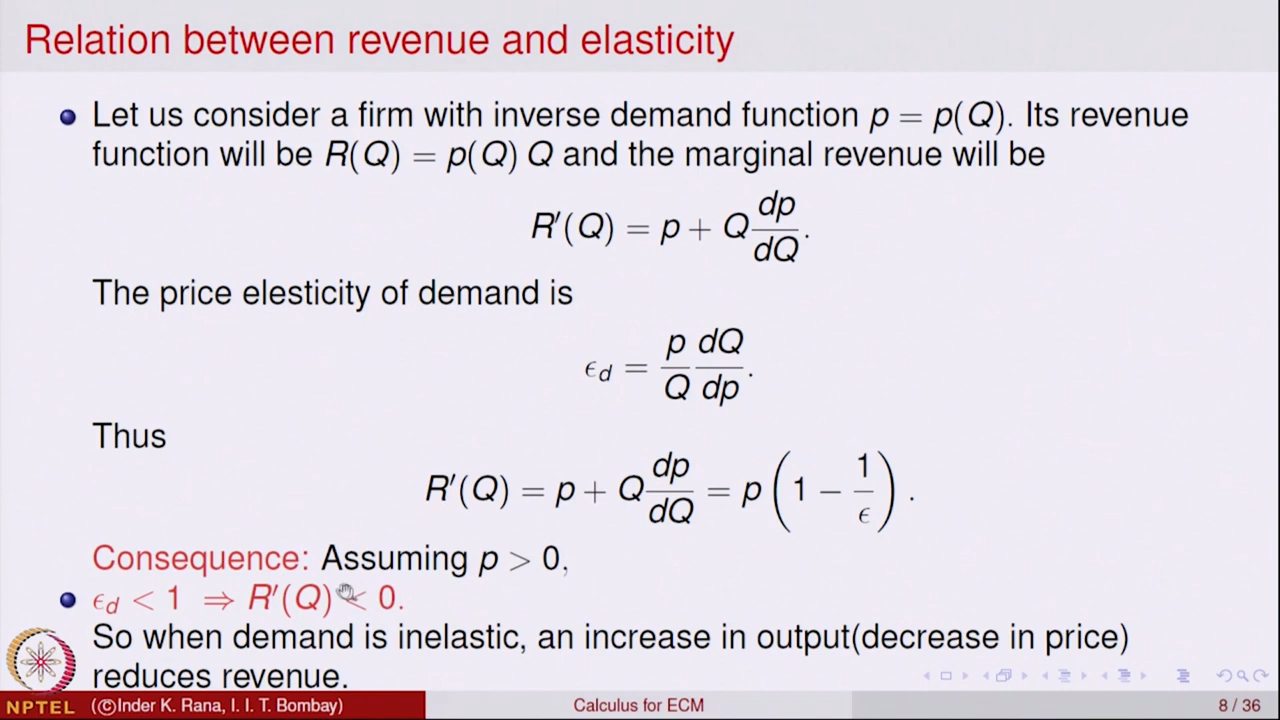 Relation between revenue and elasticity
Let us consider a firm with inverse demand function p = p(Q). Its revenue
function will be R(Q) = p(Q) Q and the marginal revenue will be
R′(Q) = p + Q dp/dQ.
The price elesticity of demand is
ϵd = p/Q dQ/dp.
Thus
R′(Q) = p + Q dp/dQ = p (1 − 1/ϵ).
Consequence: Assuming p > 0,
ϵd < 1 ⇒ R′(Q) < 0.
So when demand is inelastic, an increase in output(decrease in price)
reduces revenue.
NPTEL (©Inder K. Rana, I. I. T. Bombay) Calculus for ECM 8 / 36